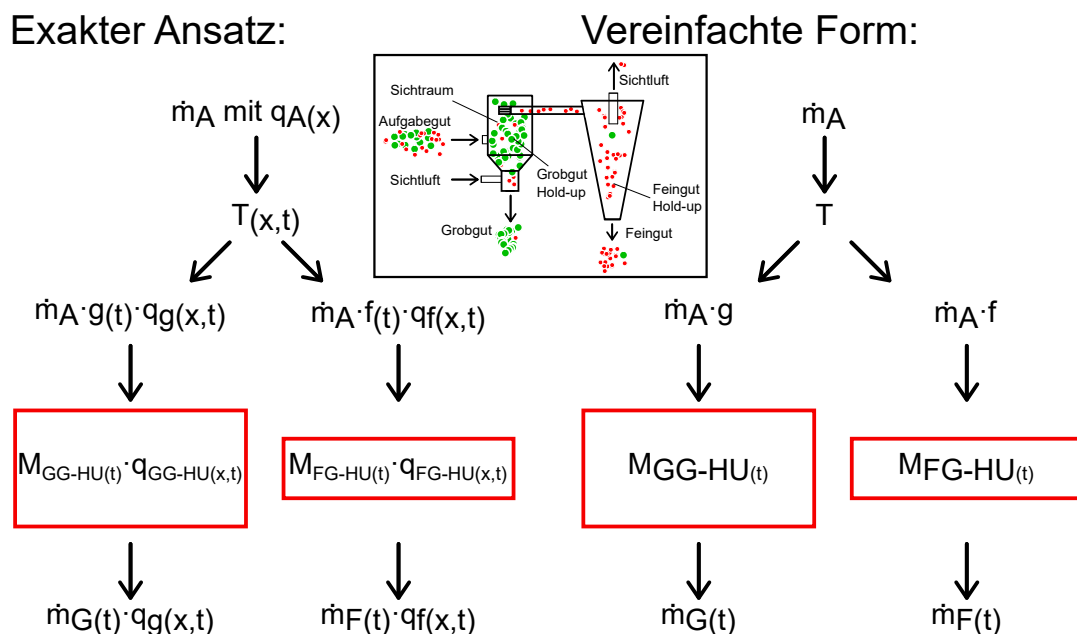 Exakter Ansatz:
Vereinfachte Form:
ṁA mit qA(x)
T(x,t)
ṁA·g(t)·qg(x,t)
ṁA·f(t)·qf(x,t)
MGG-HU(t)·qGG-HU(x,t)
MFG-HU(t)·qFG-HU(x,t)
ṁG(t)·qg(x,t)
ṁF(t)·qf(x,t)
Sichtluft
Sichtraum
Aufgabegut
Sichtluft
Grobgut
Hold-up
Feingut
Hold-up
Grobgut
Feingut
ṁA
T
ṁA·g
ṁA·f
MGG-HU(t)
MFG-HU(t)
ṁG(t)
ṁF(t)